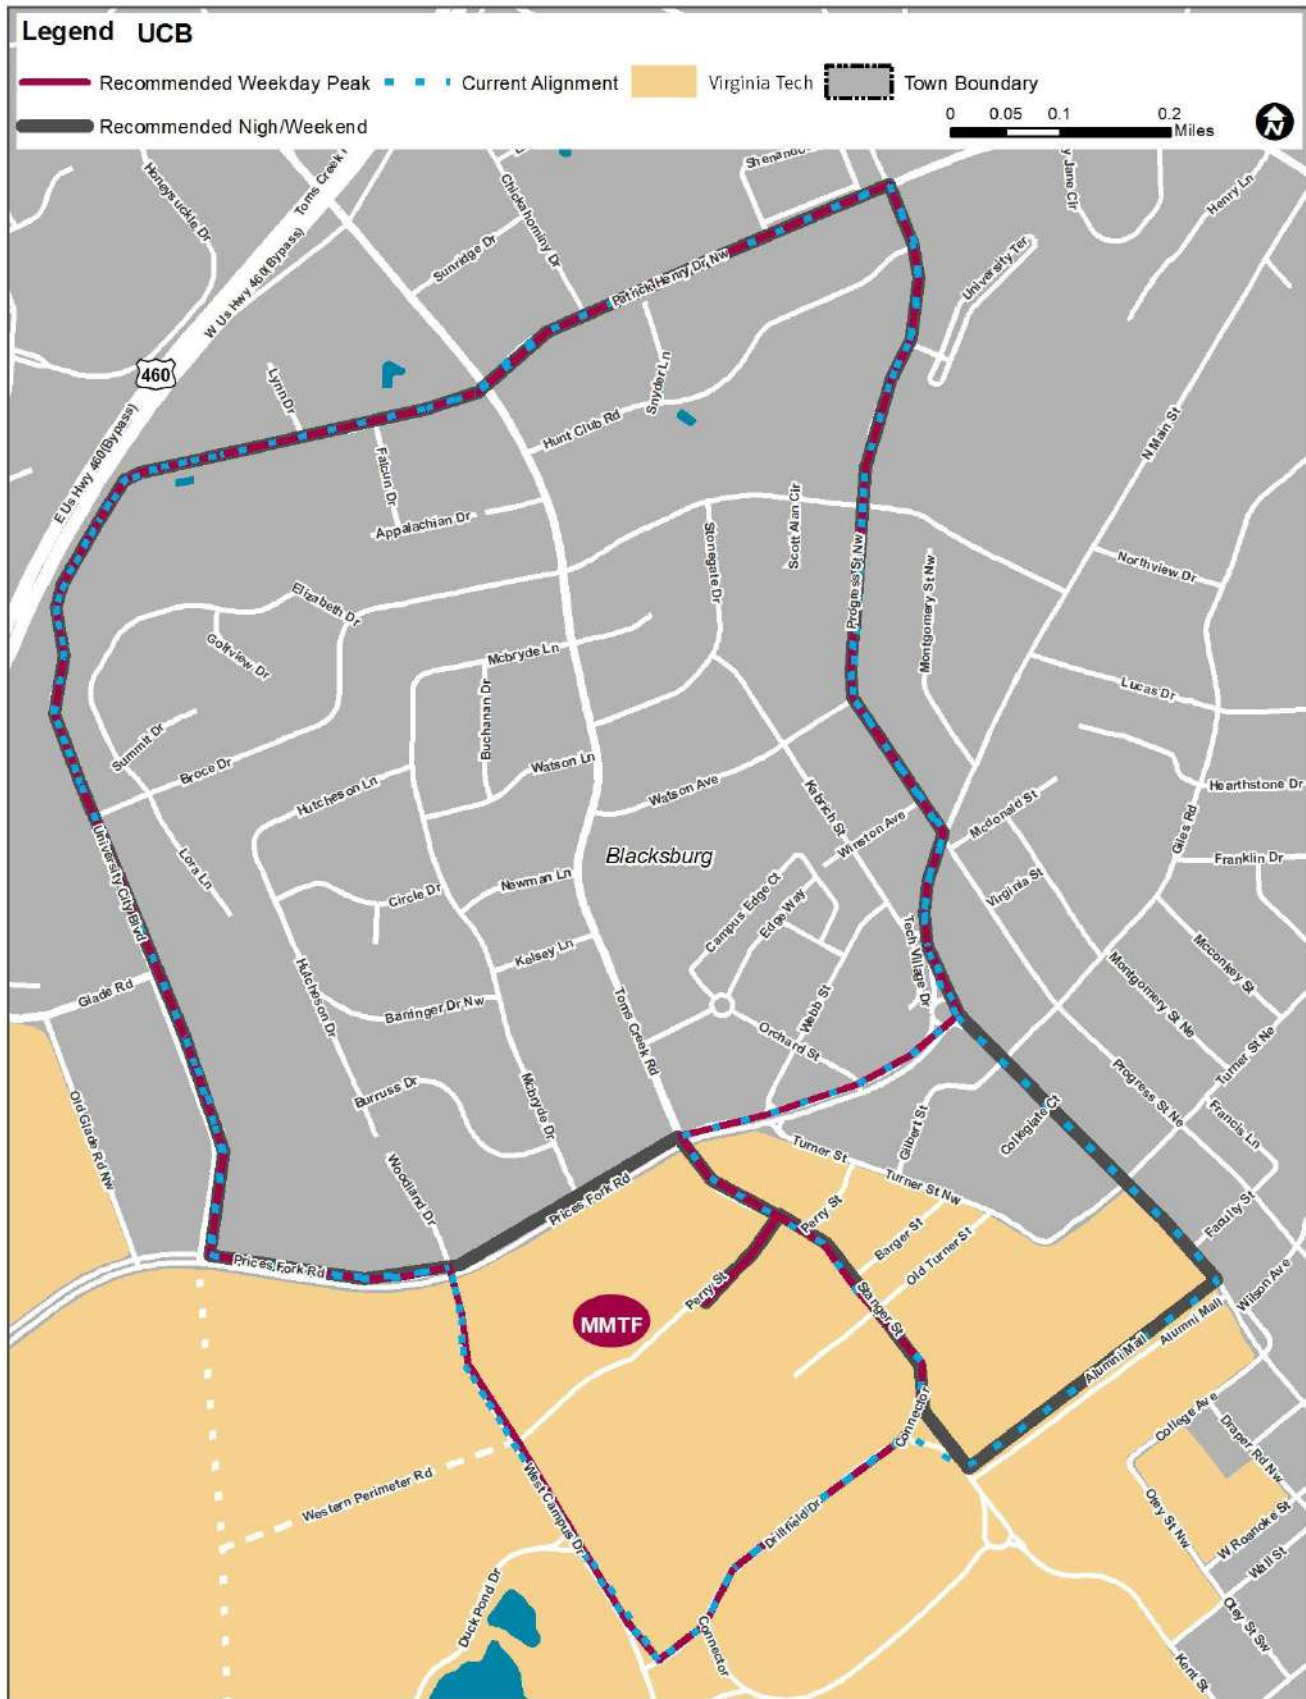 Legend UCB
Recommended Weekday Peak
Current Alignment
Virginia Tech
Town Boundary
Recommended Nigh/Weekend
0 0.05 0.1 0.2
Miles
N
Honeysuckle Dr
Toms Creek
W Us Hwy 460(Bypass)
Chickahominy Dr
Sunridge Dr
Jane Cir
Henry Ln
Patrick Henry Dr, Nw
University Ter
460
E Us Hwy 460(Bypass)
Lynn Dr
Snyder Ln
Hunt Club Rd
N Main St
Falcun Dr
Appalachian Dr
Scott Alan Cir
Stonegate Dr
Progress St Nw
Montgomery St Nw
Northview Dr
Elizabeth Dr
Golfview Dr
Mcbryde Ln
Lucas Dr
Buchanan Dr
Summit Dr
Broce Dr
Hutcheson Ln
Watson Ln
Watson Ave
Kabrich St
Winston Ave
Mcdonald St
Hearthstone Dr
Giles Rd
University City Blvd
Lora Ln
Blacksburg
Franklin Dr
Circle Dr
Newman Ln
Campus Edge Ct
Edge Way
Virginia St
Kelsey Ln
Tech Village Dr
Mcconkey St
Glade Rd
Hutcheson Dr
Barringer Dr Nw
Toms Creek Rd
Webb St
Orchard St
Montgomery St Ne
Turner St Ne
Old Glade Rd Nw
Burruss Dr
Mcbryde Dr
Progress St Ne
Collegiate Ct
Gilbert St
Francis Ln
Woodland Dr
Turner St
Turner St Nw
Prices Fork Rd
Perry St
Faculty St
Prices Fork Rd
Barger St
Old Turner St
Wilson Ave
Perry St
Stanger St
MMTF
Alumni Mall
Alumni Mall
Connector
College Ave
Draper Rd Nw
Western Perimeter Rd
West Campus Dr
Drillfield Dr
Otey St Nw
W Roanoke St
Wall St
Duck Pond Dr
Connector
Otey St Sw
Kent St